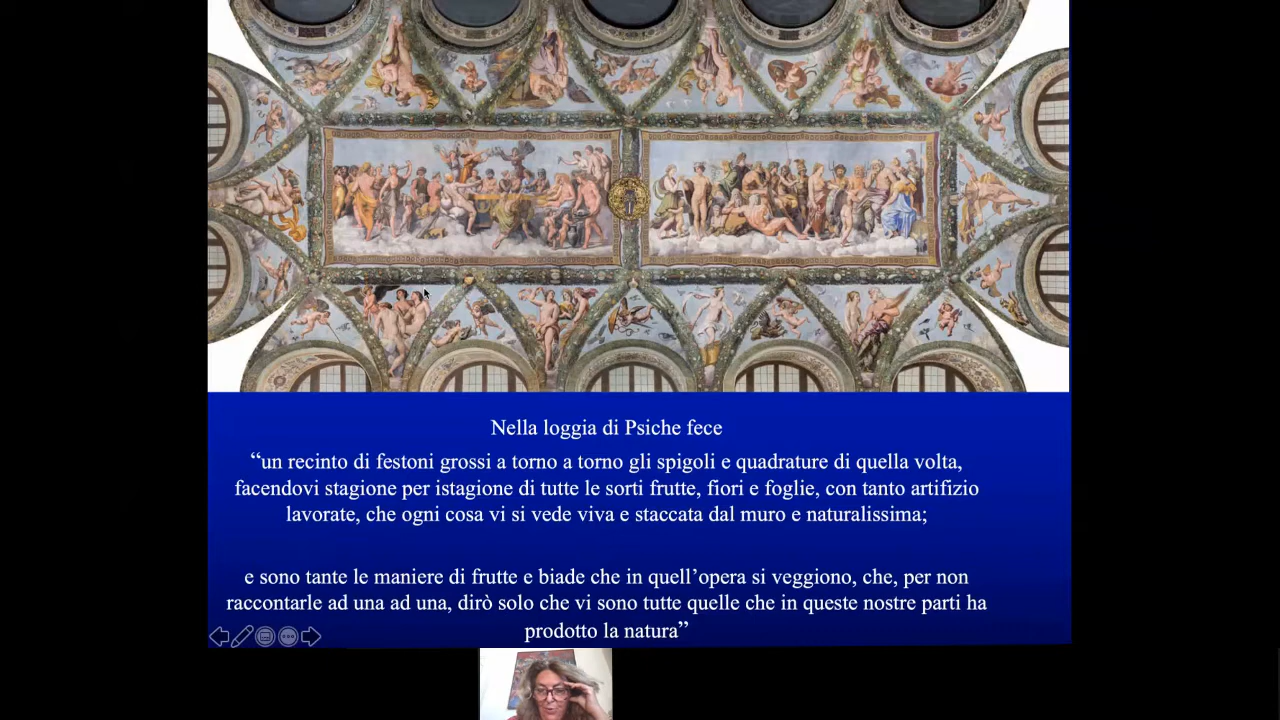 Nella loggia di Psiche fece
“un recinto di festoni grossi a torno a torno gli spigoli e quadrature di quella volta,
facendovi stagione per istagione di tutte le sorti frutte, fiori e foglie, con tanto artifizio
lavorate, che ogni cosa vi si vede viva e staccata dal muro e naturalissima;
e sono tante le maniere di frutte e biade che in quell’opera si veggiono, che, per non
raccontarle ad una ad una, dirò solo che vi sono tutte quelle che in queste nostre parti ha
prodotto la natura”